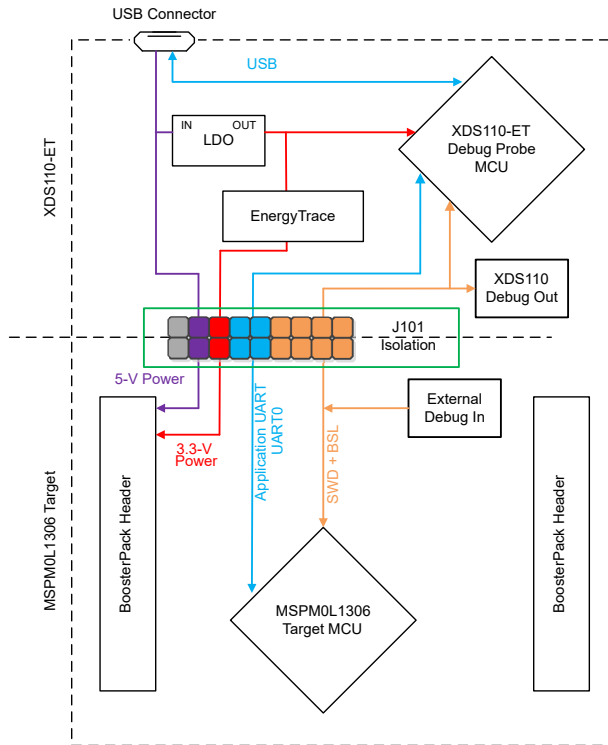 USB Connector
USB
IN
OUT
LDO
XDS110-ET
Debug Probe
MCU
XDS110-ET
EnergyTrace
XDS110
Debug Out
J101
Isolation
5-V Power
External
Debug In
3.3-V
Power
Application UART
UART0
SWD + BSL
MSPM0L1306 Target
BoosterPack Header
MSPM0L1306
Target MCU
BoosterPack Header